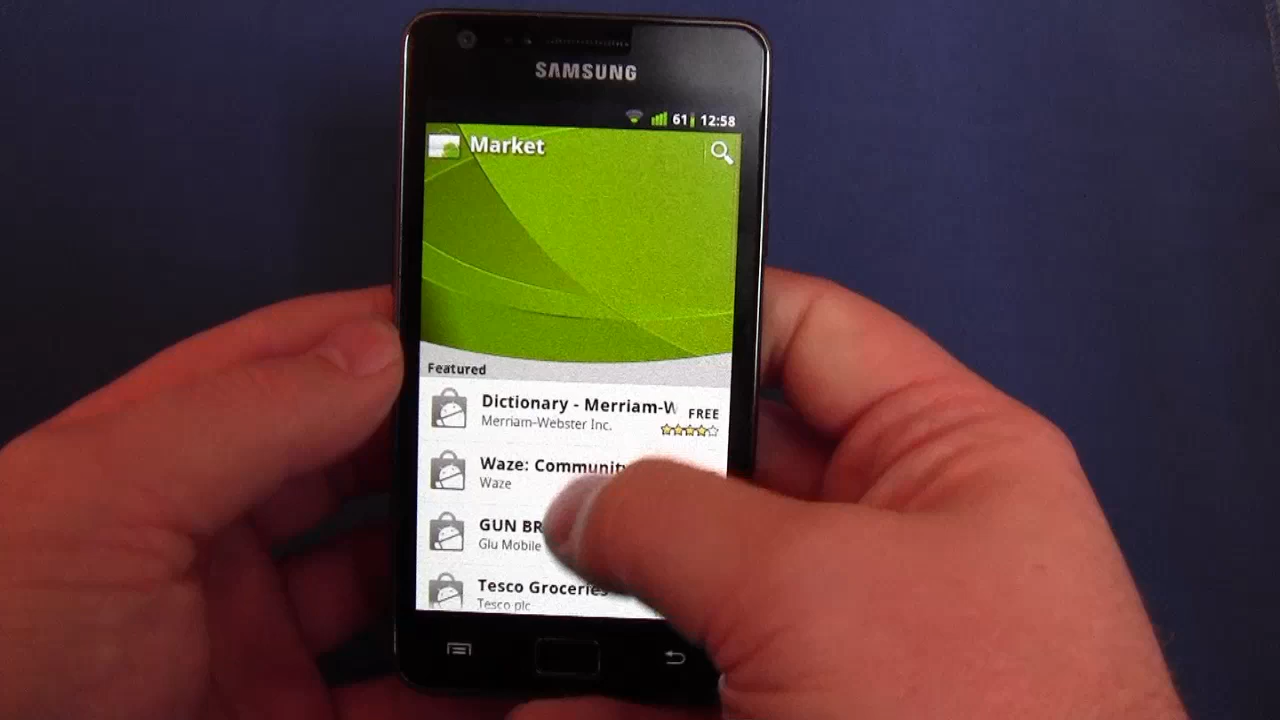 SAMSUNG
61 12:58
Market
Featured
Dictionary - Merriam-W FREE
Merriam-Webster Inc.
Waze: Community
Waze
GUN BR
Glu Mobile
Tesco Groceries
Tesco plc